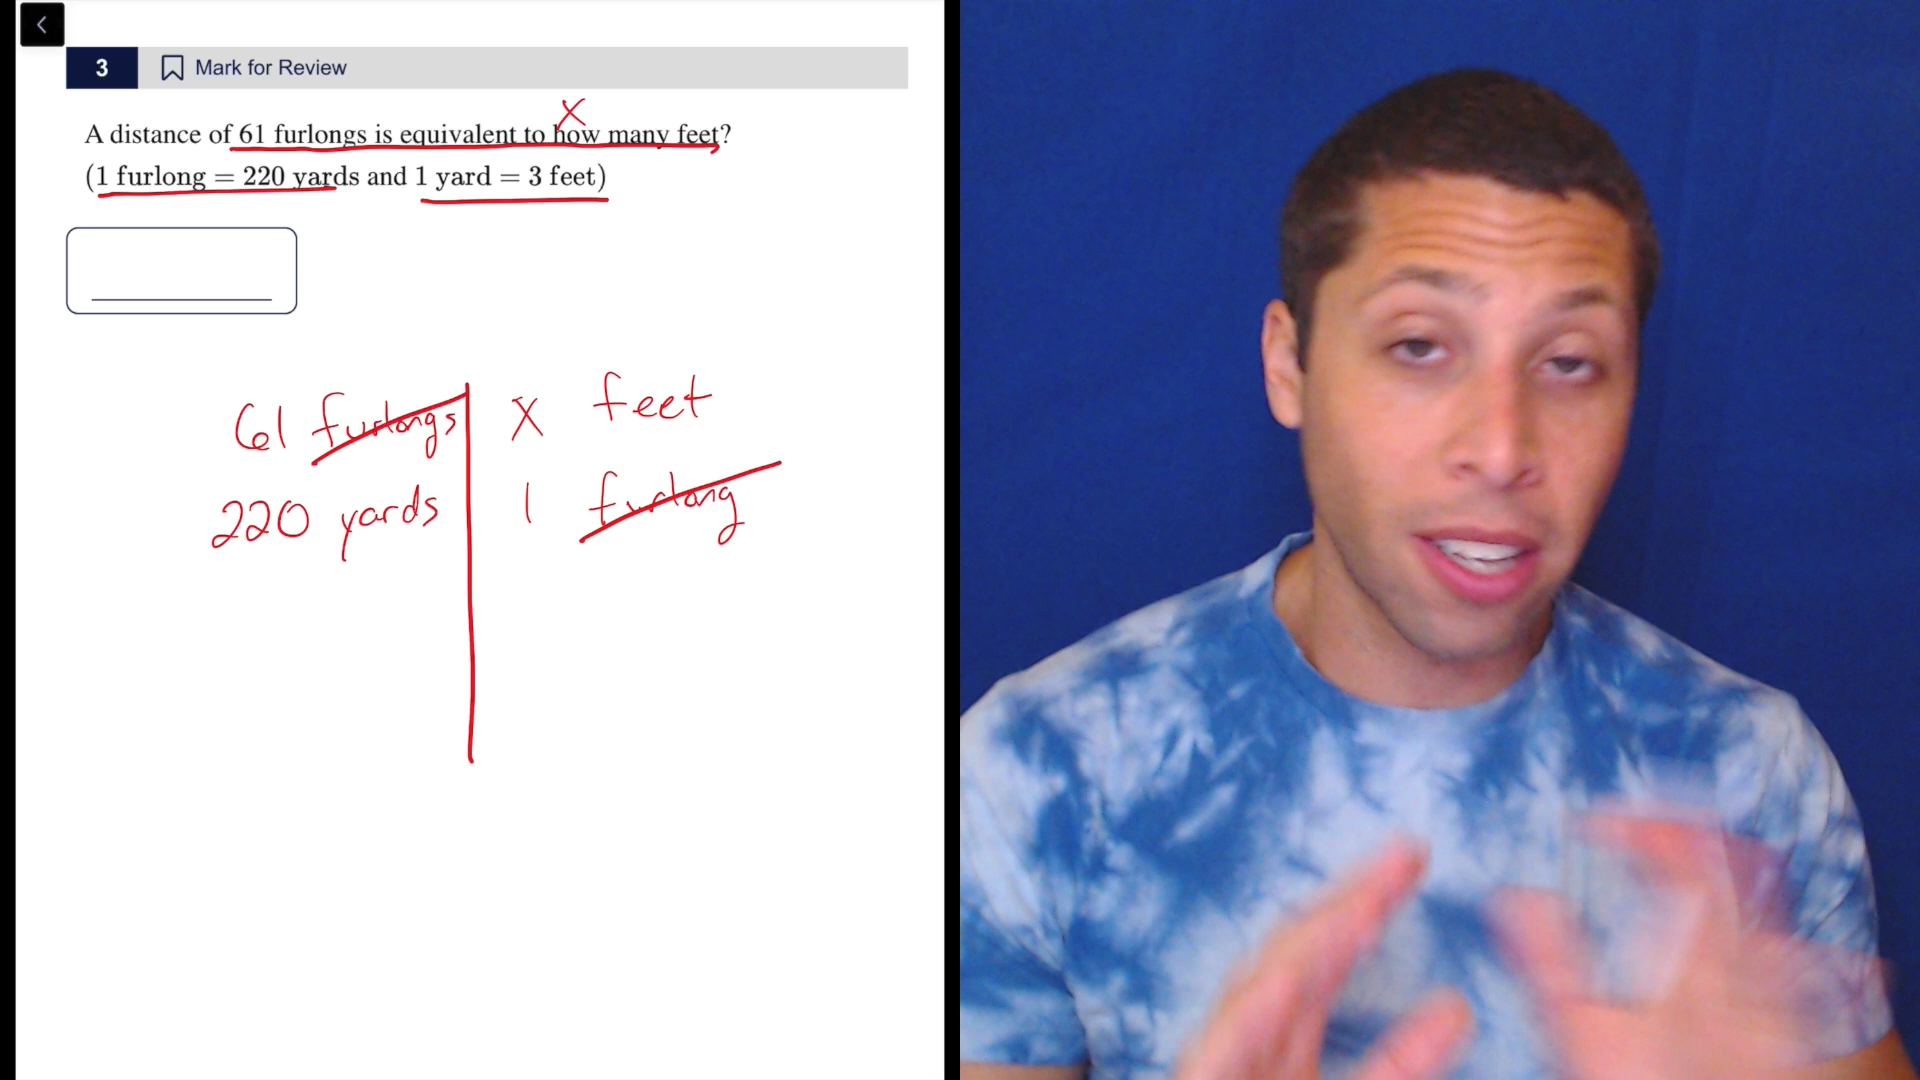 3 Mark for Review
x
A distance of 61 furlongs is equivalent to how many feet?
(1 furlong = 220 yards and 1 yard = 3 feet)
61 furlongs x feet
220 yards 1 furlong